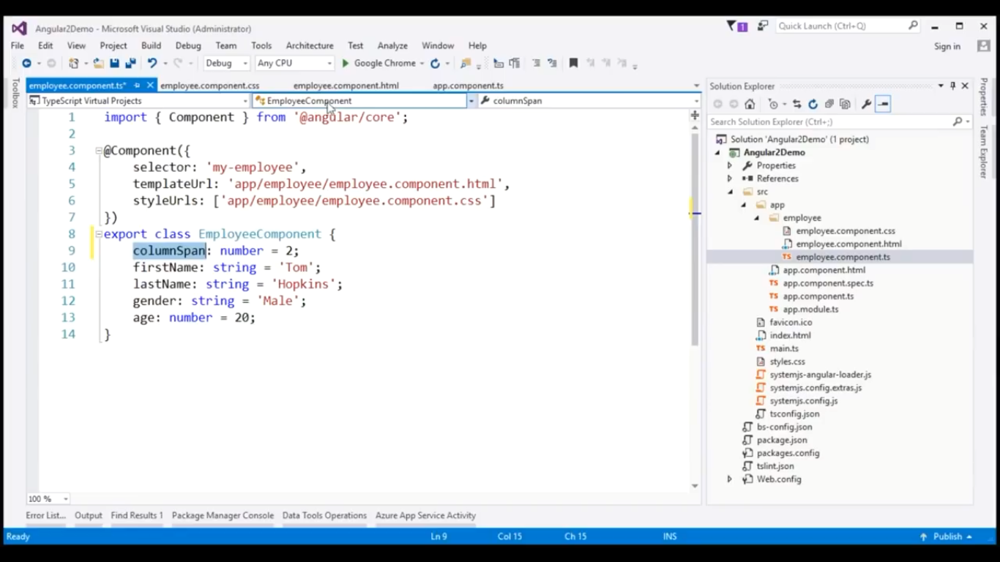 Angular2Demo - Microsoft Visual Studio (Administrator)
1
Quick Launch (Ctrl+Q)
File Edit View Project Build Debug Team Tools Architecture Test Analyze Window Help
Sign in
Debug Any CPU Google Chrome
Toolbox
employee.component.ts* employee.component.css employee.component.html app.component.ts
TypeScript Virtual Projects EmployeeComponent columnSpan
1 import { Component } from '@angular/core';
2
3 @Component({
4 selector: 'my-employee',
5 templateUrl: 'app/employee/employee.component.html',
6 styleUrls: ['app/employee/employee.component.css']
7 })
8 export class EmployeeComponent {
9 columnSpan: number = 2;
10 firstName: string = 'Tom';
11 lastName: string = 'Hopkins';
12 gender: string = 'Male';
13 age: number = 20;
14 }
100 %
Error List... Output Find Results 1 Package Manager Console Data Tools Operations Azure App Service Activity
Ready Ln 9 Col 15 Ch 15 INS Publish
Solution Explorer
Search Solution Explorer (Ctrl+;)
Solution 'Angular2Demo' (1 project)
Angular2Demo
Properties
References
src
app
employee
employee.component.css
employee.component.html
TS employee.component.ts
app.component.html
TS app.component.spec.ts
TS app.component.ts
TS app.module.ts
favicon.ico
index.html
TS main.ts
styles.css
systemjs-angular-loader.js
systemjs.config.extras.js
systemjs.config.js
tsconfig.json
bs-config.json
package.json
packages.config
tslint.json
Web.config
Properties
Team Explorer